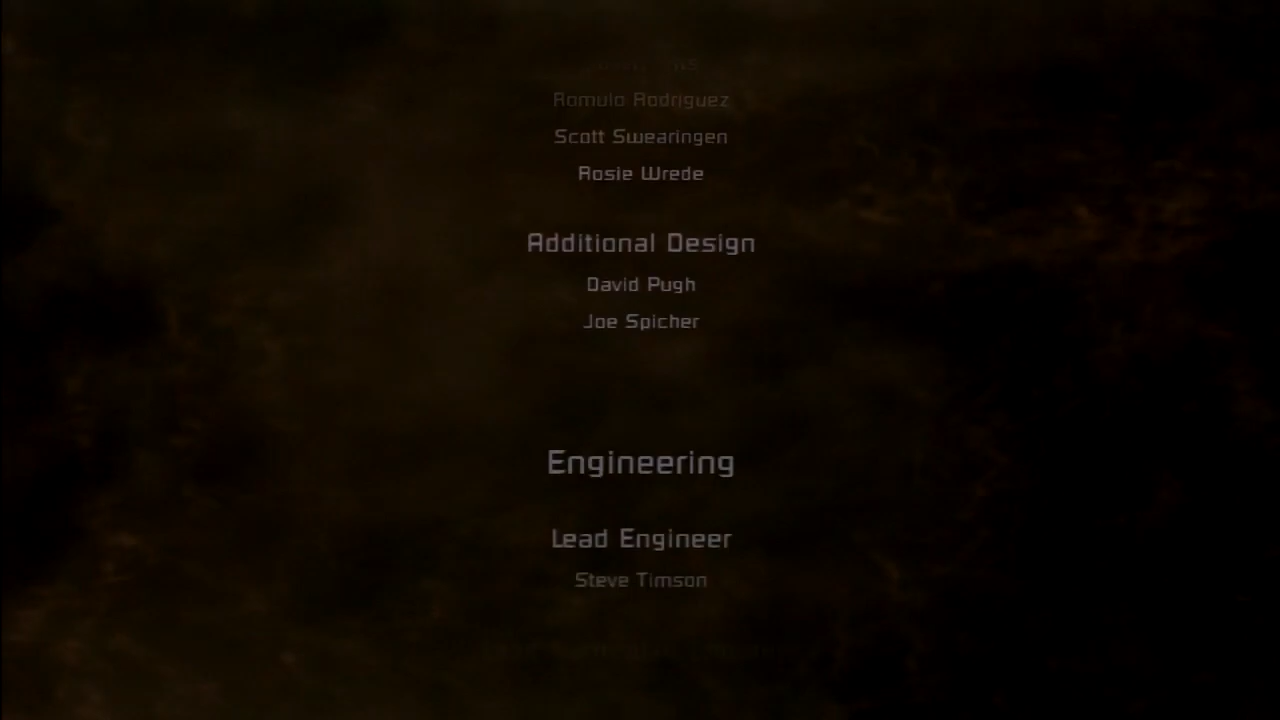 Romulo Rodriguez
Scott Swearingen
Rosie Wrede
Additional Design
David Pugh
Joe Spicher
Engineering
Lead Engineer
Steve Timson